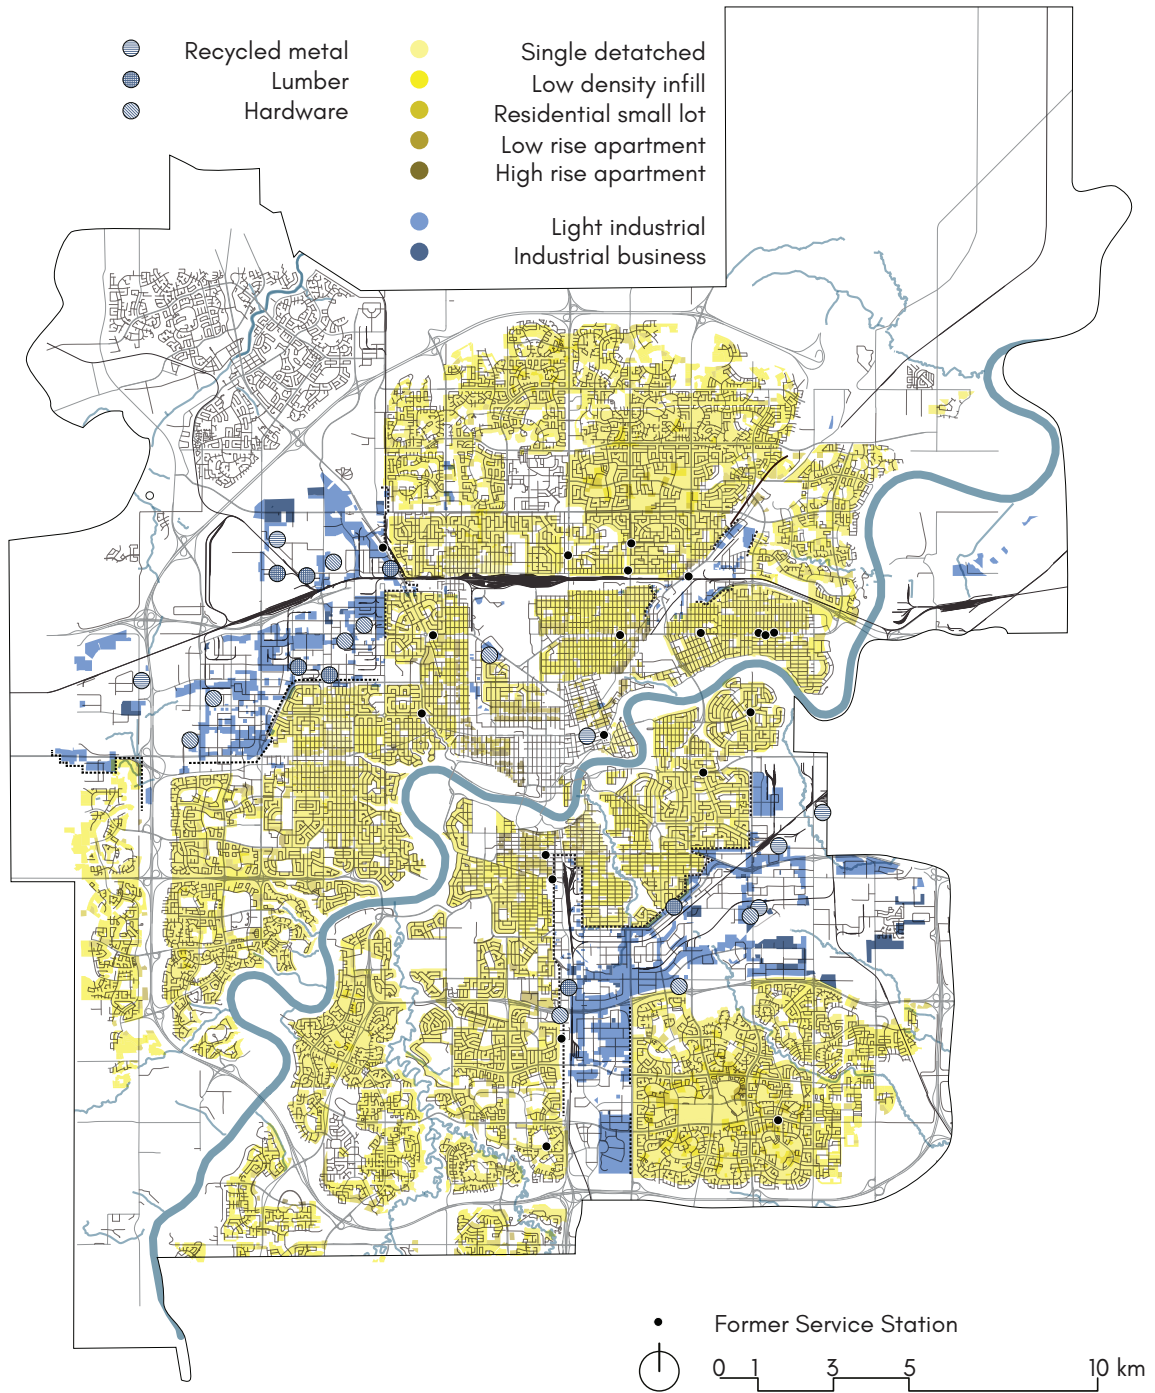 Recycled metal
Lumber
Hardware
Single detatched
Low density infill
Residential small lot
Low rise apartment
High rise apartment
Light industrial
Industrial business
Former Service Station
0 1 3 5 10 km